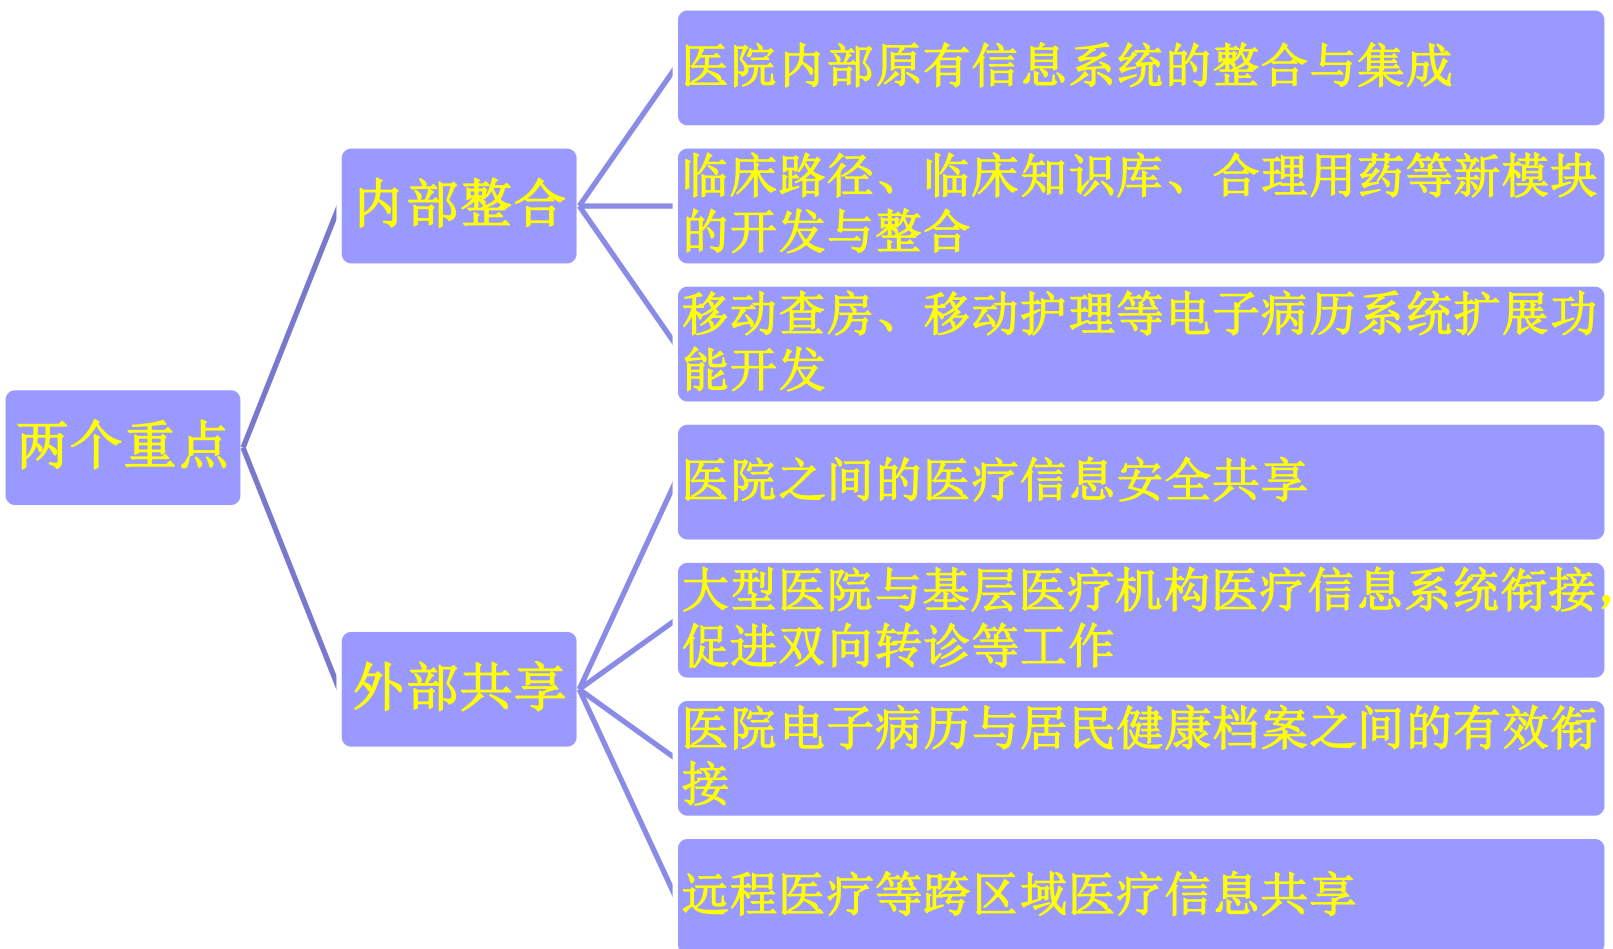 两个重点
内部整合
医院内部原有信息系统的整合与集成
临床路径、临床知识库、合理用药等新模块
的开发与整合
移动查房、移动护理等电子病历系统扩展功
能开发
外部共享
医院之间的医疗信息安全共享
大型医院与基层医疗机构医疗信息系统衔接,
促进双向转诊等工作
医院电子病历与居民健康档案之间的有效衔
接
远程医疗等跨区域医疗信息共享